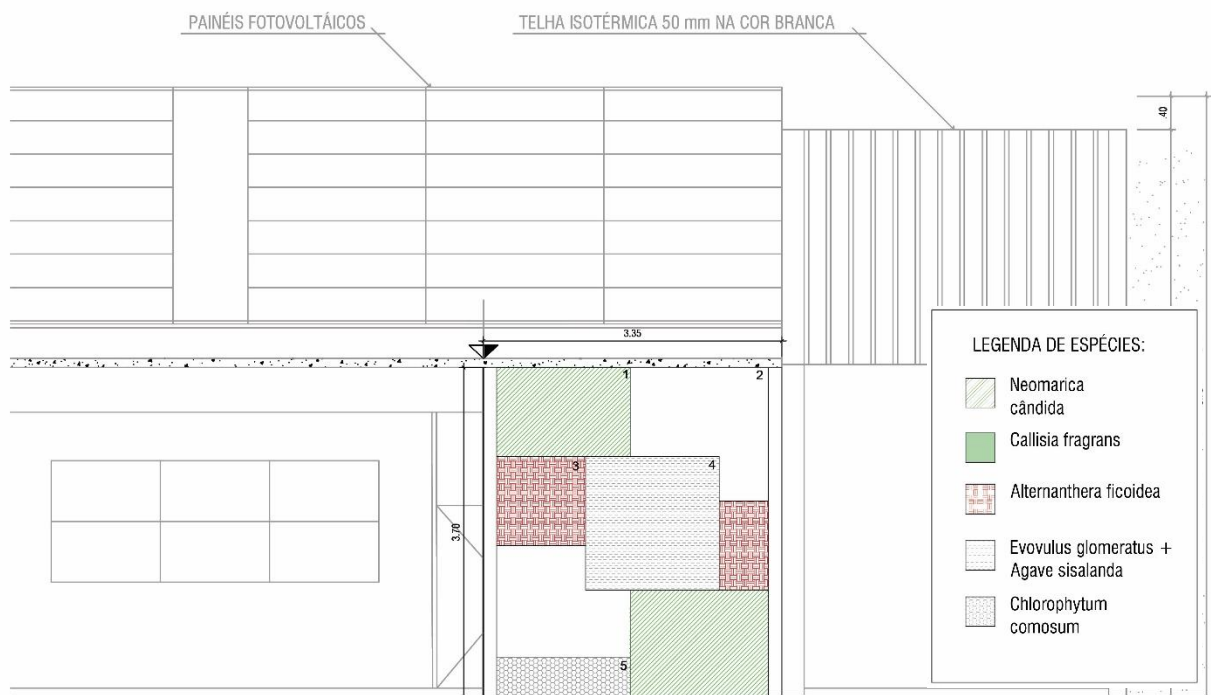 PAINÉIS FOTOVOLTÁICOS
TELHA ISOTÉRMICA 50 mm NA COR BRANCA
.40
3.35
LEGENDA DE ESPÉCIES:
1
2
Neomarica
cândida
Callisia fragrans
3
4
Alternanthera ficoidea
3.70
Evovulus glomeratus +
Agave sisalanda
Chlorophytum
comosum
5